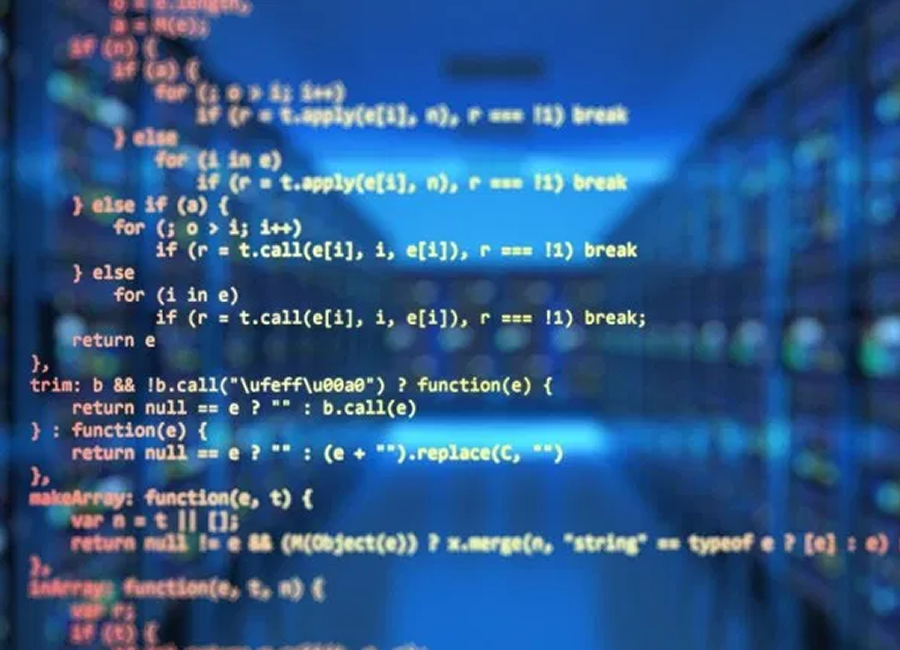 o = e.length,
a = M(e);
if (n) {
if (a) {
for (; o > i; i++)
if (r = t.apply(e[i], n), r === !1) break
} else
for (i in e)
if (r = t.apply(e[i], n), r === !1) break
} else if (a) {
for (; o > i; i++)
if (r = t.call(e[i], i, e[i]), r === !1) break
} else
for (i in e)
if (r = t.call(e[i], i, e[i]), r === !1) break;
return e
},
trim: b && !b.call("\ufeff\u00a0") ? function(e) {
return null == e ? "" : b.call(e)
} : function(e) {
return null == e ? "" : (e + "").replace(C, "")
},
makeArray: function(e, t) {
var n = t || [];
return null != e && (M(Object(e)) ? x.merge(n, "string" == typeof e ? [e] : e)
},
inArray: function(e, t, n) {
var r;
if (t) {